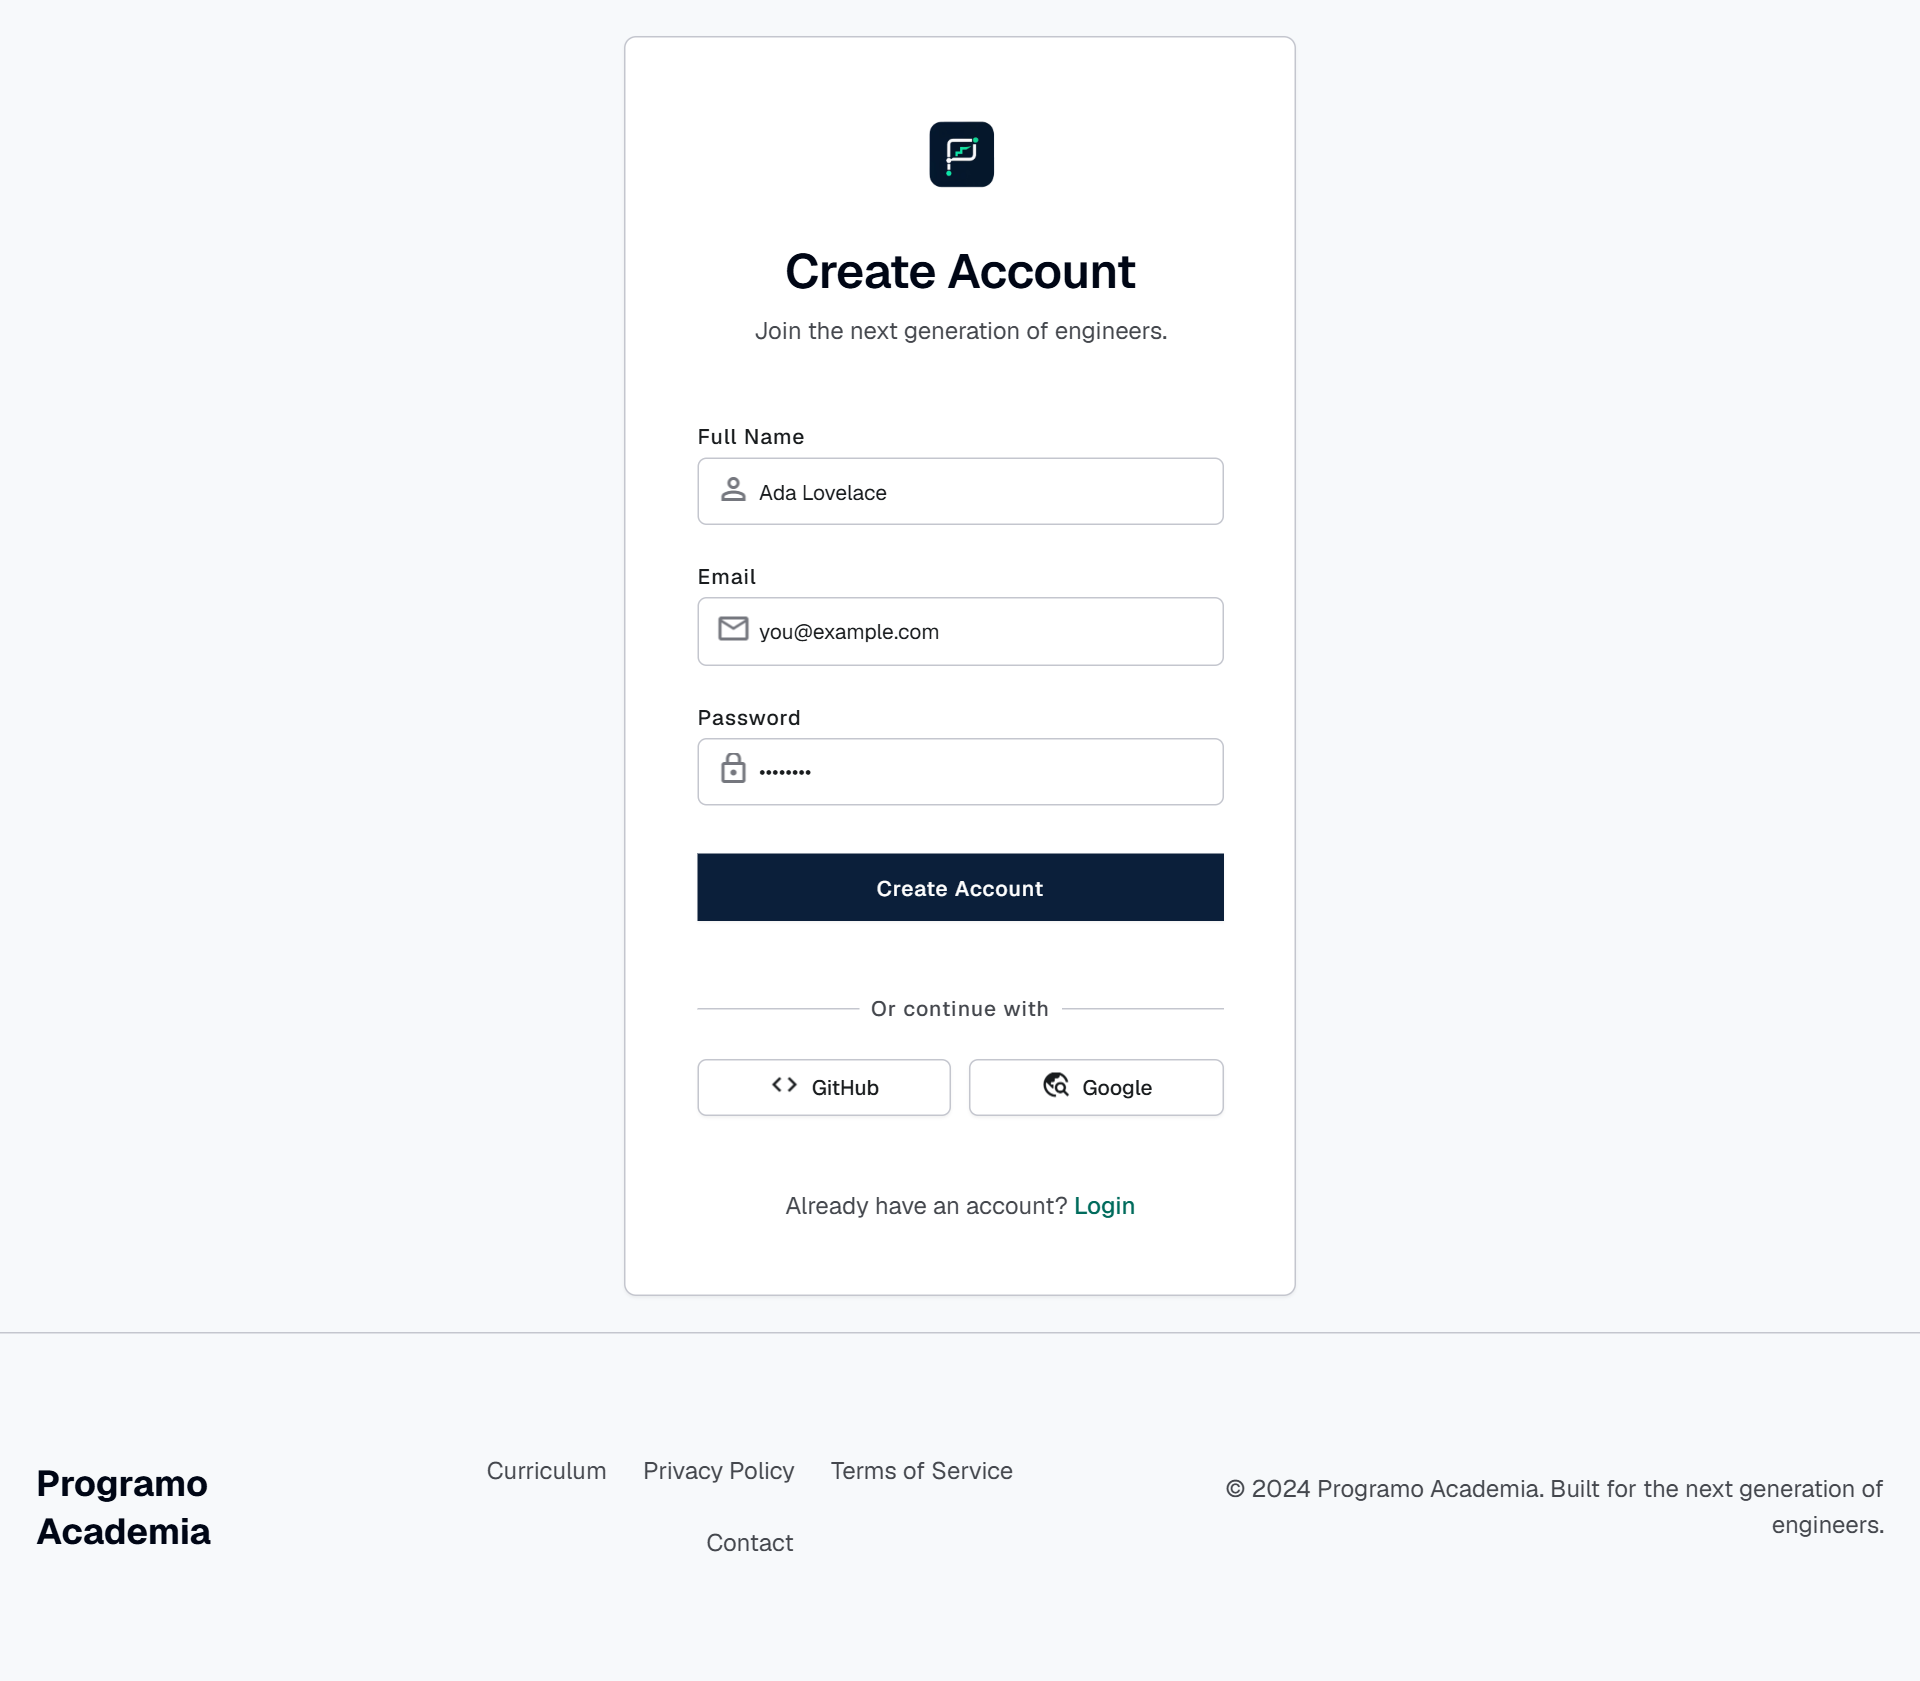 Create Account
Join the next generation of engineers.
Full Name
Ada Lovelace
Email
you@example.com
Password
••••••••
Create Account
Or continue with
GitHub
Google
Already have an account? Login
Programo
Academia
Curriculum Privacy Policy Terms of Service
Contact
© 2024 Programo Academia. Built for the next generation of
engineers.